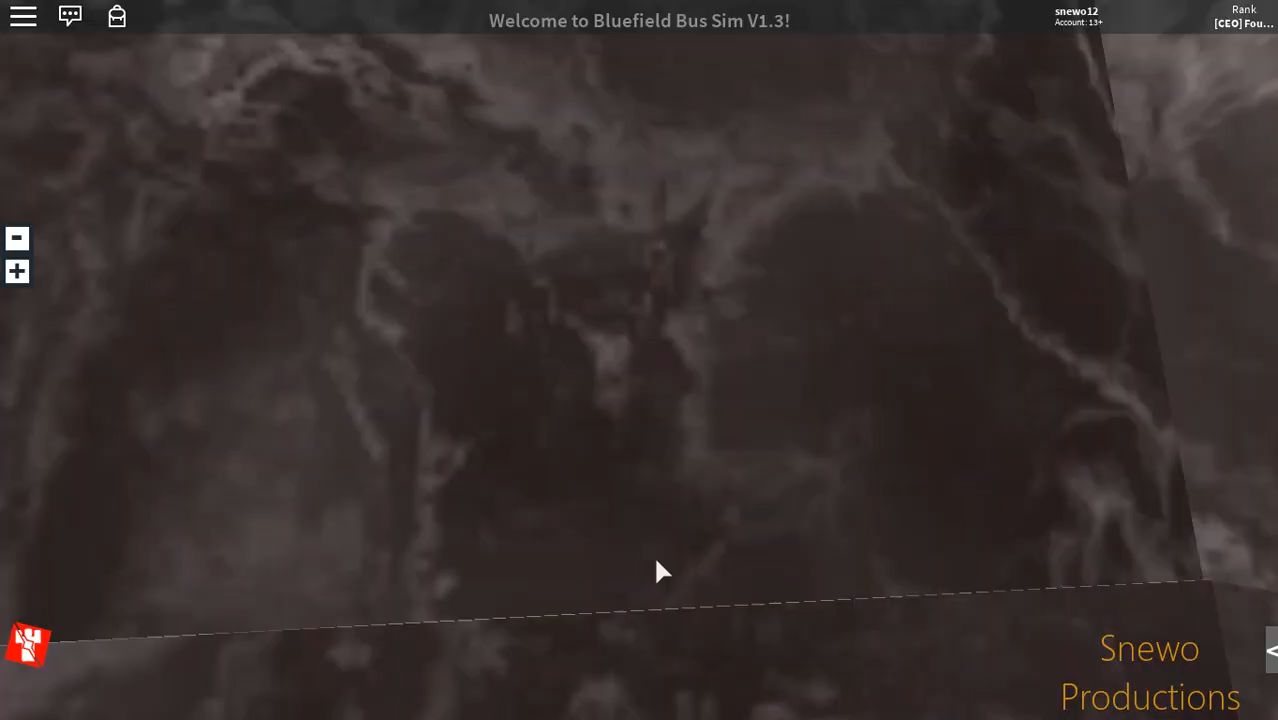 Welcome to Bluefield Bus Sim V1.3!
snewo12
Account: 13+
Rank
[CEO] Fou...
-
+
<
Snewo
Productions